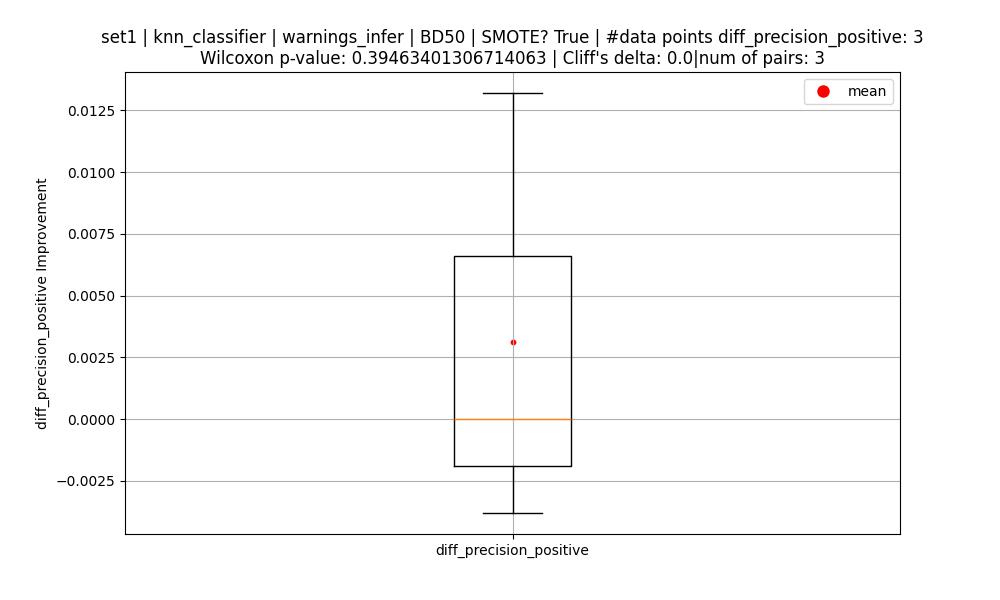 set1 | knn_classifier | warnings_infer | BD50 | SMOTE? True | #data points diff_precision_positive: 3
Wilcoxon p-value: 0.39463401306714063 | Cliff's delta: 0.0|num of pairs: 3
mean
0.0125
0.0100
0.0075
0.0050
0.0025
0.0000
−0.0025
diff_precision_positive Improvement
diff_precision_positive